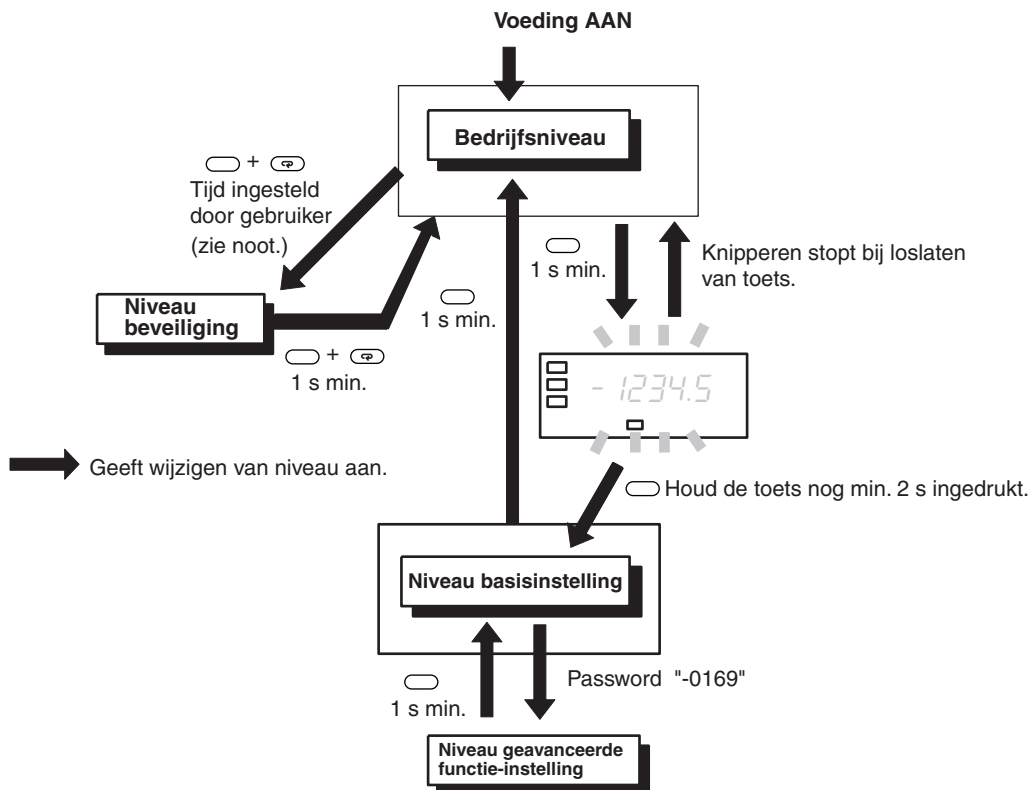 Voeding AAN
Bedrijfsniveau
+
Tijd ingesteld
door gebruiker
(zie noot.)
1 s min.
Knipperen stopt bij loslaten
van toets.
Niveau
beveiliging
1 s min.
+
1 s min.
- 1234.5
Geeft wijzigen van niveau aan.
Houd de toets nog min. 2 s ingedrukt.
Niveau basisinstelling
Password "-0169"
1 s min.
Niveau geavanceerde
functie-instelling